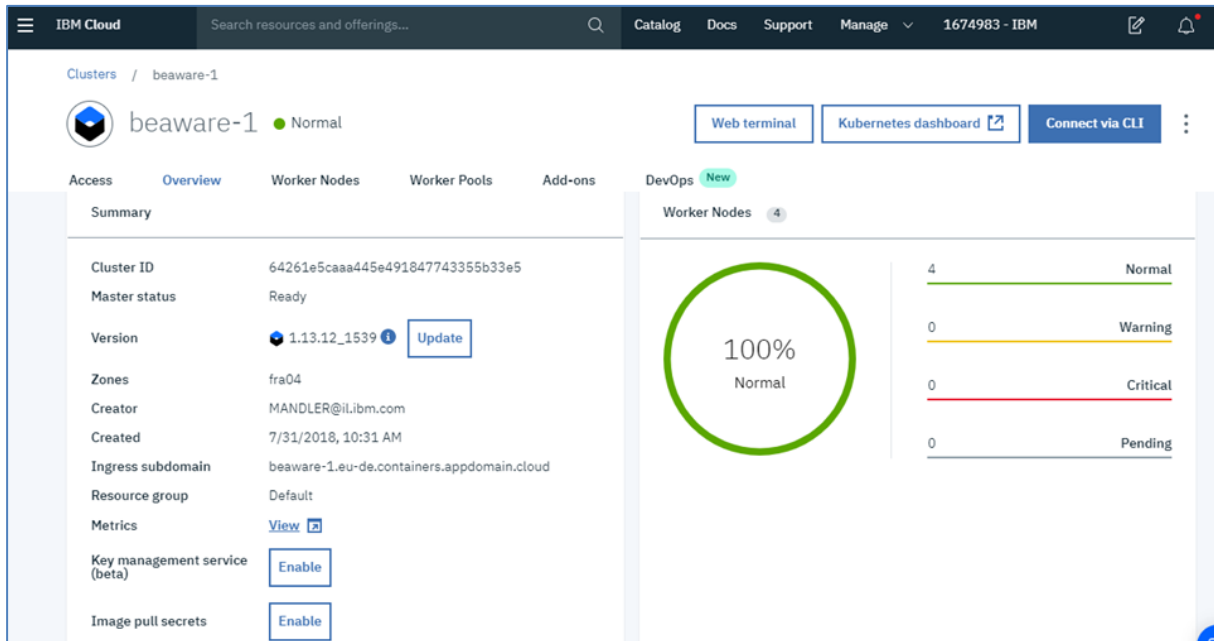 IBM Cloud Search resources and offerings... Catalog Docs Support Manage 1674983 - IBM
Clusters / beaware-1
beaware-1 Normal Web terminal Kubernetes dashboard Connect via CLI
Access Overview Worker Nodes Worker Pools Add-ons DevOps New
Summary
Cluster ID 64261e5caaa445e491847743355b33e5
Master status Ready
Version 1.13.12_1539 Update
Zones fra04
Creator MANDLER@il.ibm.com
Created 7/31/2018, 10:31 AM
Ingress subdomain beaware-1.eu-de.containers.appdomain.cloud
Resource group Default
Metrics View
Key management service
(beta) Enable
Image pull secrets Enable
Worker Nodes 4
100%
Normal
4 Normal
0 Warning
0 Critical
0 Pending